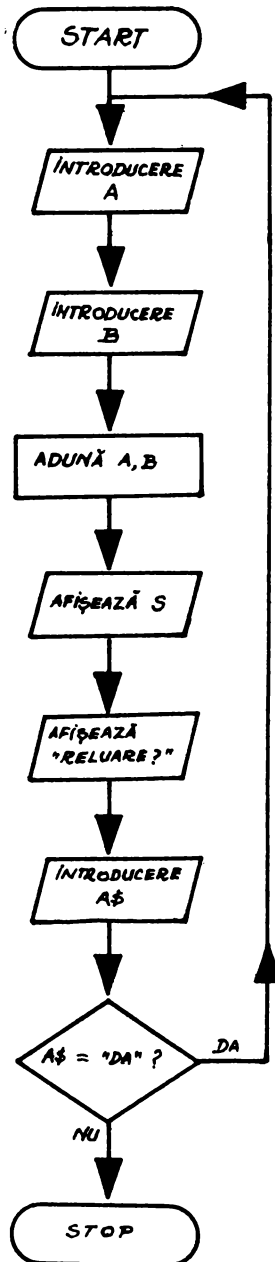 START
INTRODUCERE
A
INTRODUCERE
B
ADUNĂ A,B
AFIŞEAZĂ S
AFIŞEAZĂ
"RELUARE?"
INTRODUCERE
A$
A$ = "DA" ?
DA
NU
STOP